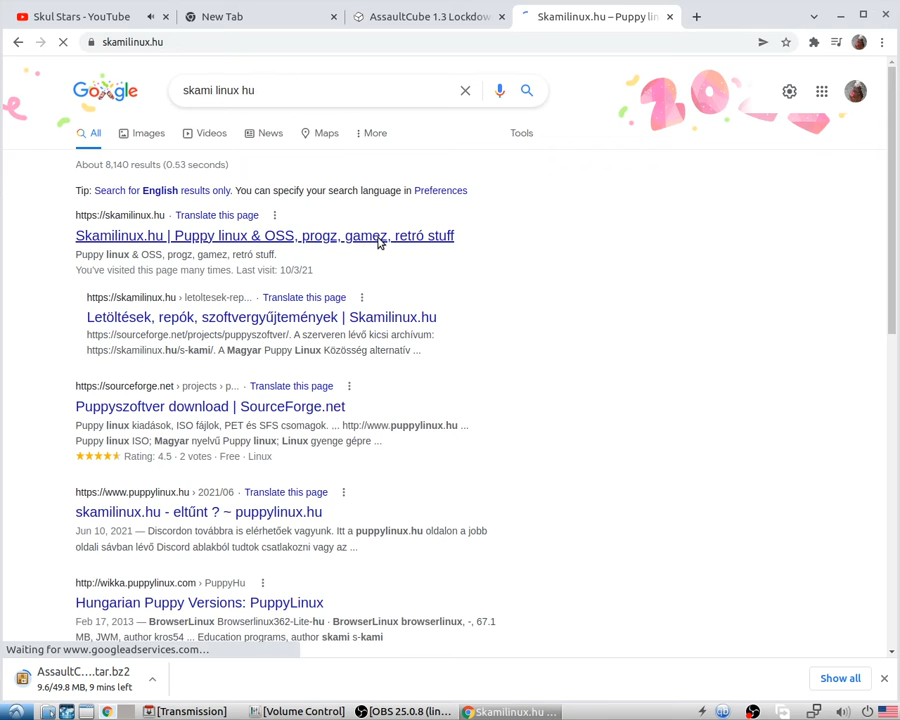 Skul Stars - YouTube
New Tab
AssaultCube 1.3 Lockdow
Skamilinux.hu – Puppy lin
skamilinux.hu
Google
skami linux hu
All Images Videos News Maps More Tools
About 8,140 results (0.53 seconds)
Tip: Search for English results only. You can specify your search language in Preferences
https://skamilinux.hu · Translate this page
Skamilinux.hu | Puppy linux & OSS, progz, gamez, retró stuff
Puppy linux & OSS, progz, gamez, retró stuff.
You've visited this page many times. Last visit: 10/3/21
https://skamilinux.hu › letoltesek-rep... · Translate this page
Letöltések, repók, szoftvergyűjtemények | Skamilinux.hu
https://sourceforge.net/projects/puppyszoftver/. A szerveren lévő kicsi archívum:
https://skamilinux.hu/s-kami/. A Magyar Puppy Linux Közösség alternatív ...
https://sourceforge.net › projects › p... · Translate this page
Puppyszoftver download | SourceForge.net
Puppy linux kiadások, ISO fájlok, PET és SFS csomagok. ... http://www.puppylinux.hu ...
Puppy linux ISO; Magyar nyelvű Puppy linux; Linux gyenge gépre ...
Rating: 4.5 · 2 votes · Free · Linux
https://www.puppylinux.hu › 2021/06 · Translate this page
skamilinux.hu - eltűnt ? ~ puppylinux.hu
Jun 10, 2021 — Discordon továbbra is elérhetőek vagyunk. Itt a puppylinux.hu oldalon a jobb
oldali sávban lévő Discord ablakból tudtok csatlakozni vagy az ...
http://wikka.puppylinux.com › PuppyHu
Hungarian Puppy Versions: PuppyLinux
Feb 17, 2013 — BrowserLinux Browserlinux362-Lite-hu · BrowserLinux browserlinux, -, 67.1
MB, JWM, author kros54 ... Education programs, author skami s-kami
Waiting for www.googleadservices.com...
AssaultC....tar.bz2
9.6/49.8 MB, 9 mins left
Show all
[Transmission]
[Volume Control]
[OBS 25.0.8 (lin...
Skamilinux.hu ...